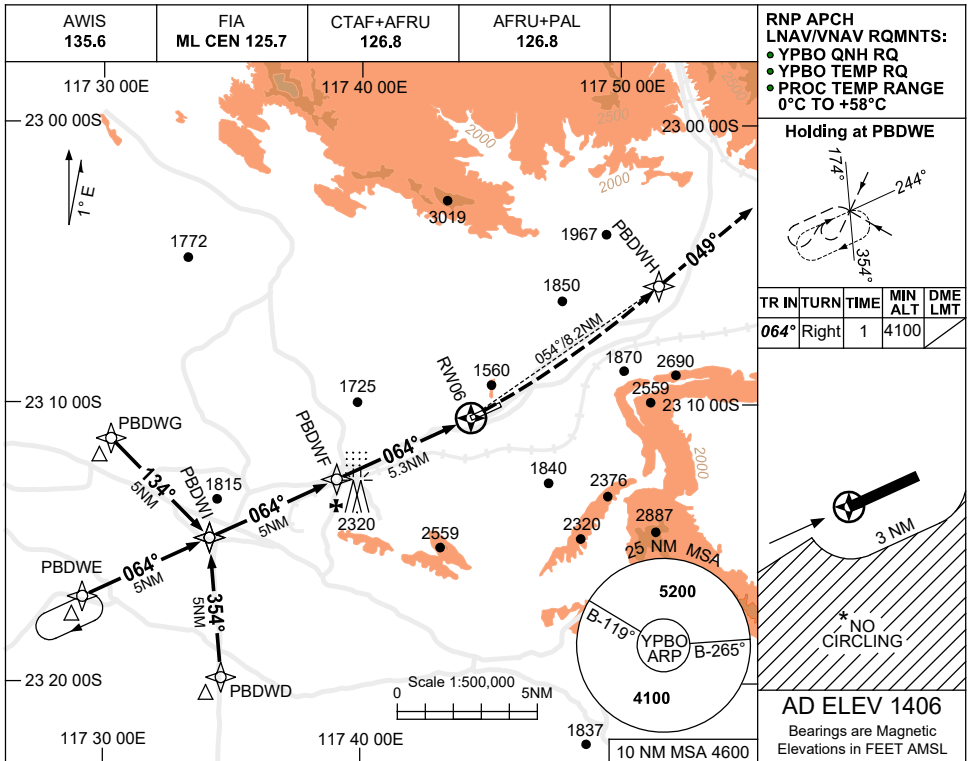 AWIS
135.6
FIA
ML CEN 125.7
CTAF+AFRU
126.8
AFRU+PAL
126.8
RNP APCH
LNAV/VNAV RQMNTS:
YPBO QNH RQ
YPBO TEMP RQ
PROC TEMP RANGE
0°C TO +58°C
117 30 00E
117 40 00E
117 50 00E
23 00 00S
23 00 00S
2000
2500
2500
2000
1° E
3019
1772
1967
PBDWH
049°
1850
054°/8.2NM
RW06
1560
1870
2690
2559
1725
23 10 00S
23 10 00S
PBDWG
PBDWF
064°
5.3NM
2000
134°
5NM
PBDWI
1815
064°
5NM
1840
2376
2320
2559
2320
2887
PBDWE
064°
5NM
354°
5NM
25 NM MSA
5200
B-119°
YPBO
ARP
B-265°
4100
23 20 00S
PBDWD
Scale 1:500,000
0
5NM
1837
117 30 00E
117 40 00E
10 NM MSA 4600
Holding at PBDWE
174°
244°
354°
TR IN
TURN
TIME
MIN
ALT
DME
LMT
064°
Right
1
4100
3 NM
*NO
CIRCLING
AD ELEV 1406
Bearings are Magnetic
Elevations in FEET AMSL